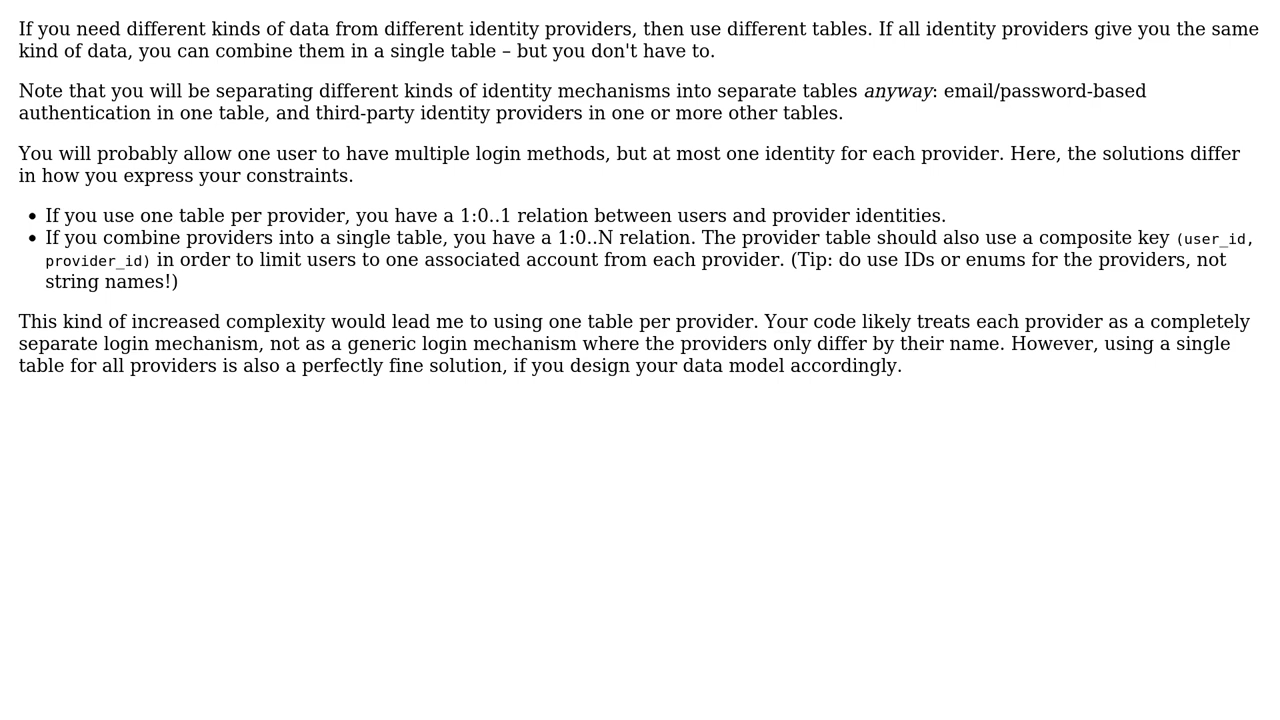 If you need different kinds of data from different identity providers, then use different tables. If all identity providers give you the same
kind of data, you can combine them in a single table – but you don't have to.
Note that you will be separating different kinds of identity mechanisms into separate tables anyway: email/password-based
authentication in one table, and third-party identity providers in one or more other tables.
You will probably allow one user to have multiple login methods, but at most one identity for each provider. Here, the solutions differ
in how you express your constraints.
• If you use one table per provider, you have a 1:0..1 relation between users and provider identities.
• If you combine providers into a single table, you have a 1:0..N relation. The provider table should also use a composite key (user_id,
provider_id) in order to limit users to one associated account from each provider. (Tip: do use IDs or enums for the providers, not
string names!)
This kind of increased complexity would lead me to using one table per provider. Your code likely treats each provider as a completely
separate login mechanism, not as a generic login mechanism where the providers only differ by their name. However, using a single
table for all providers is also a perfectly fine solution, if you design your data model accordingly.